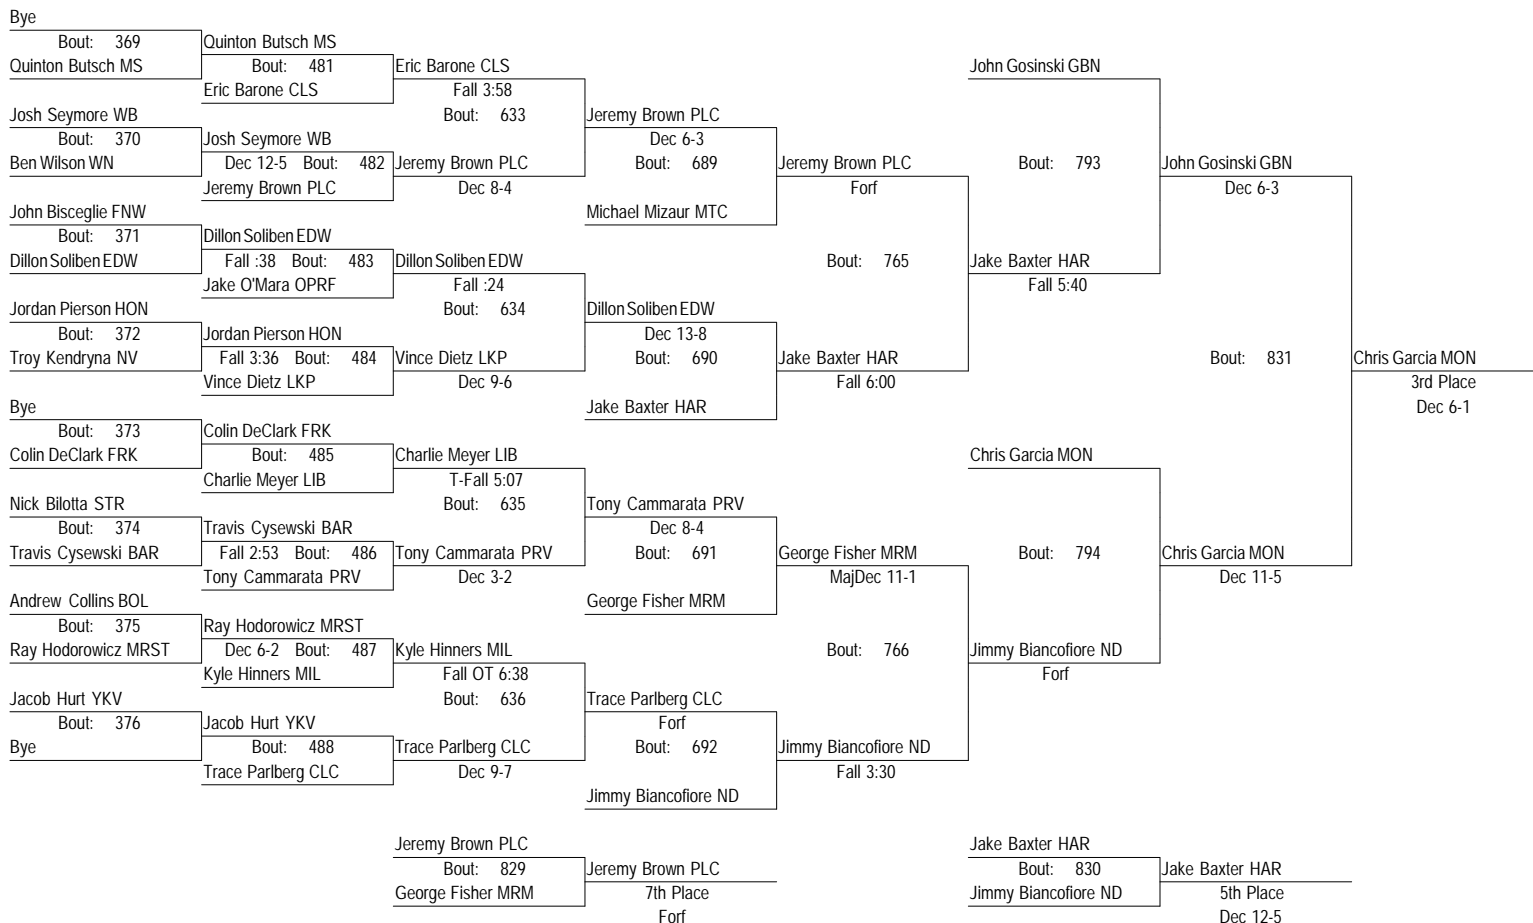 Bye
Bout: 369 Quinton Butsch MS
Quinton Butsch MS Bout: 481 Eric Barone CLS John Gosinski GBN
Eric Barone CLS Fall 3:58
Josh Seymore WB Bout: 633 Jeremy Brown PLC
Bout: 370 Josh Seymore WB Dec 6-3
Ben Wilson WN Dec 12-5 Bout: 482 Jeremy Brown PLC Bout: 689 Jeremy Brown PLC Bout: 793 John Gosinski GBN
Jeremy Brown PLC Dec 8-4 Forf Dec 6-3
John Bisceglie FNW Michael Mizaur MTC
Bout: 371 Dillon Soliben EDW
Dillon Soliben EDW Fall :38 Bout: 483 Dillon Soliben EDW Bout: 765 Jake Baxter HAR
Jake O'Mara OPRF Fall :24 Fall 5:40
Jordan Pierson HON Bout: 634 Dillon Soliben EDW
Bout: 372 Jordan Pierson HON Dec 13-8
Troy Kendryna NV Fall 3:36 Bout: 484 Vince Dietz LKP Bout: 690 Jake Baxter HAR Bout: 831 Chris Garcia MON
Vince Dietz LKP Dec 9-6 Fall 6:00 3rd Place
Bye Jake Baxter HAR Dec 6-1
Bout: 373 Colin DeClark FRK
Colin DeClark FRK Bout: 485 Charlie Meyer LIB Chris Garcia MON
Charlie Meyer LIB T-Fall 5:07
Nick Bilotta STR Bout: 635 Tony Cammarata PRV
Bout: 374 Travis Cysewski BAR Dec 8-4
Travis Cysewski BAR Fall 2:53 Bout: 486 Tony Cammarata PRV Bout: 691 George Fisher MRM Bout: 794 Chris Garcia MON
Tony Cammarata PRV Dec 3-2 MajDec 11-1 Dec 11-5
Andrew Collins BOL George Fisher MRM
Bout: 375 Ray Hodorowicz MRST
Ray Hodorowicz MRST Dec 6-2 Bout: 487 Kyle Hinners MIL Bout: 766 Jimmy Biancofiore ND
Kyle Hinners MIL Fall OT 6:38 Forf
Jacob Hurt YKV Bout: 636 Trace Parlberg CLC
Bout: 376 Jacob Hurt YKV Forf
Bye Bout: 488 Trace Parlberg CLC Bout: 692 Jimmy Biancofiore ND
Trace Parlberg CLC Dec 9-7 Fall 3:30
Jimmy Biancofiore ND
Jeremy Brown PLC Jake Baxter HAR
Bout: 829 Jeremy Brown PLC Bout: 830 Jake Baxter HAR
George Fisher MRM 7th Place Jimmy Biancofiore ND 5th Place
Forf Dec 12-5